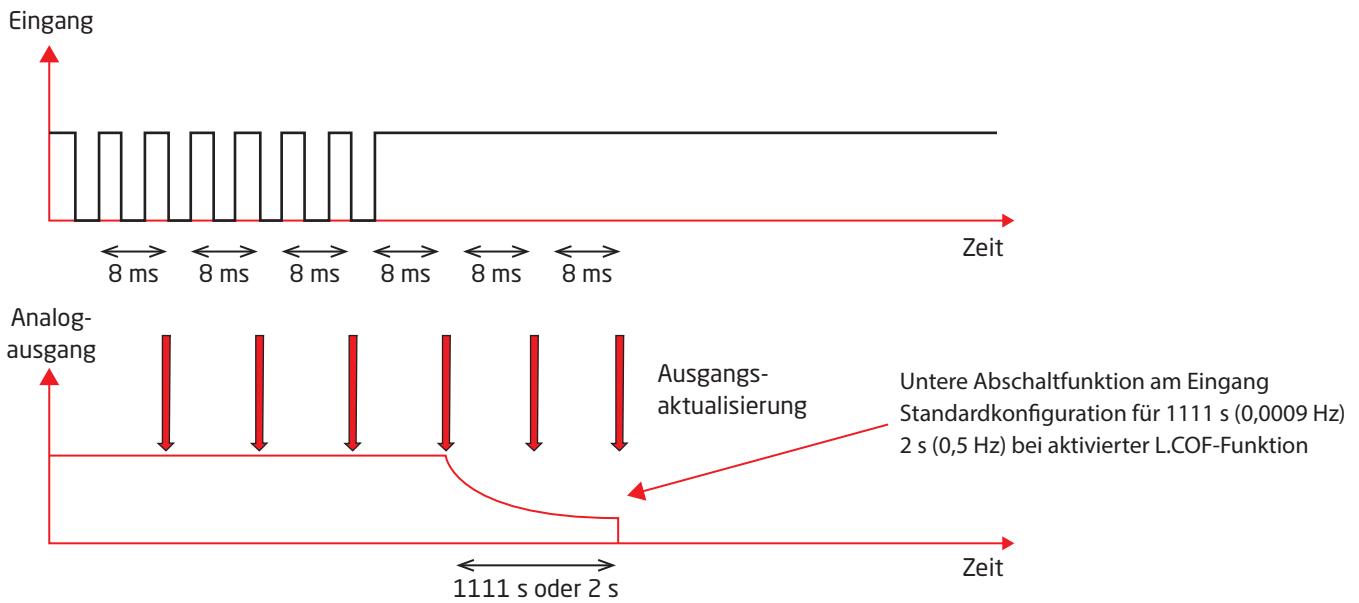 Eingang
Zeit
8 ms 8 ms 8 ms 8 ms 8 ms 8 ms
Analog-
ausgang
Ausgangs-
aktualisierung
Untere Abschaltfunktion am Eingang
Standardkonfiguration für 1111 s (0,0009 Hz)
2 s (0,5 Hz) bei aktivierter L.COF-Funktion
Zeit
1111 s oder 2 s